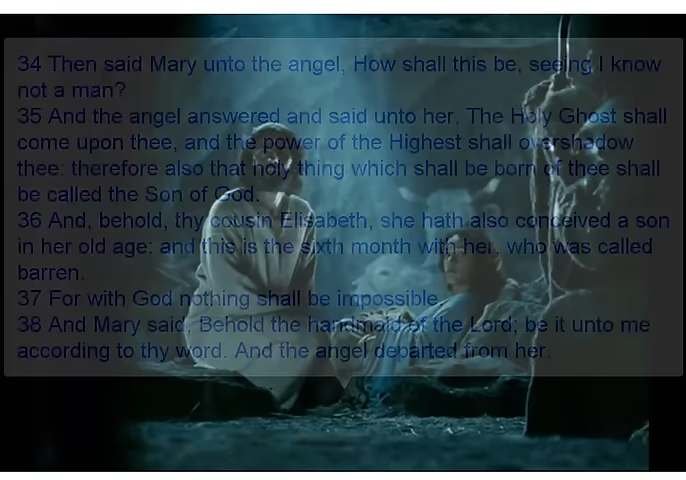 34 Then said Mary unto the angel, How shall this be, seeing I know
not a man?
35 And the angel answered and said unto her, The Holy Ghost shall
come upon thee, and the power of the Highest shall overshadow
thee: therefore also that holy thing which shall be born of thee shall
be called the Son of God.
36 And, behold, thy cousin Elisabeth, she hath also conceived a son
in her old age: and this is the sixth month with her, who was called
barren.
37 For with God nothing shall be impossible.
38 And Mary said, Behold the handmaid of the Lord; be it unto me
according to thy word. And the angel departed from her.